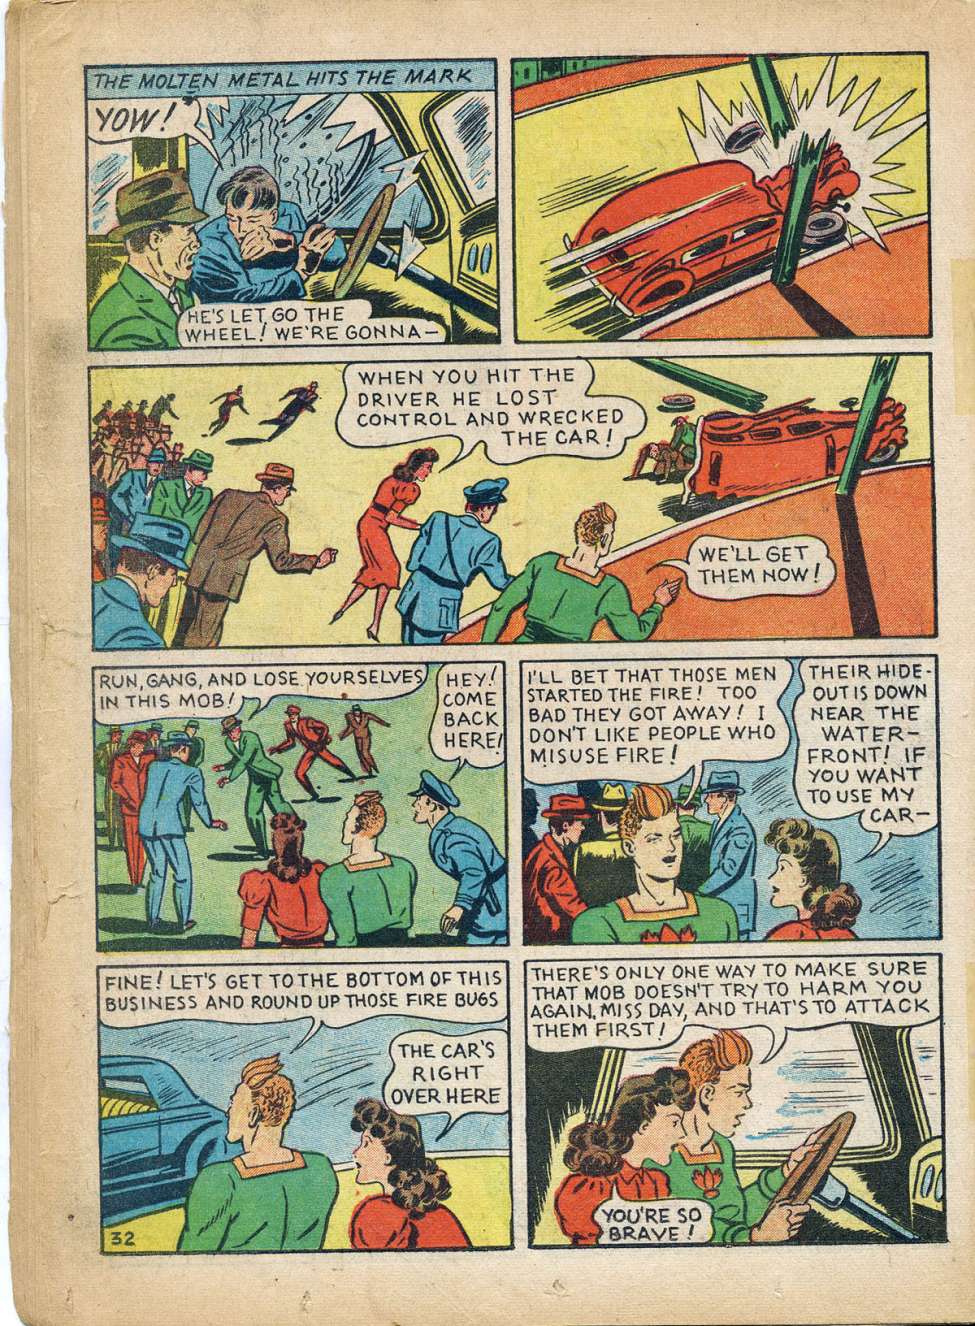 THE MOLTEN METAL HITS THE MARK
YOW!
HE'S LET GO THE
WHEEL! WE'RE GONNA—
WHEN YOU HIT THE
DRIVER HE LOST
CONTROL AND WRECKED
THE CAR!
WE'LL GET
THEM NOW!
RUN, GANG, AND LOSE YOURSELVES
IN THIS MOB!
HEY!
COME
BACK
HERE!
I'LL BET THAT THOSE MEN
STARTED THE FIRE! TOO
BAD THEY GOT AWAY! I
DON'T LIKE PEOPLE WHO
MISUSE FIRE!
THEIR HIDE-
OUT IS DOWN
NEAR THE
WATER-
FRONT! IF
YOU WANT
TO USE MY
CAR—
FINE! LET'S GET TO THE BOTTOM OF THIS
BUSINESS AND ROUND UP THOSE FIRE BUGS
THE CAR'S
RIGHT
OVER HERE
32
THERE'S ONLY ONE WAY TO MAKE SURE
THAT MOB DOESN'T TRY TO HARM YOU
AGAIN, MISS DAY, AND THAT'S TO ATTACK
THEM FIRST!
YOU'RE SO
BRAVE!